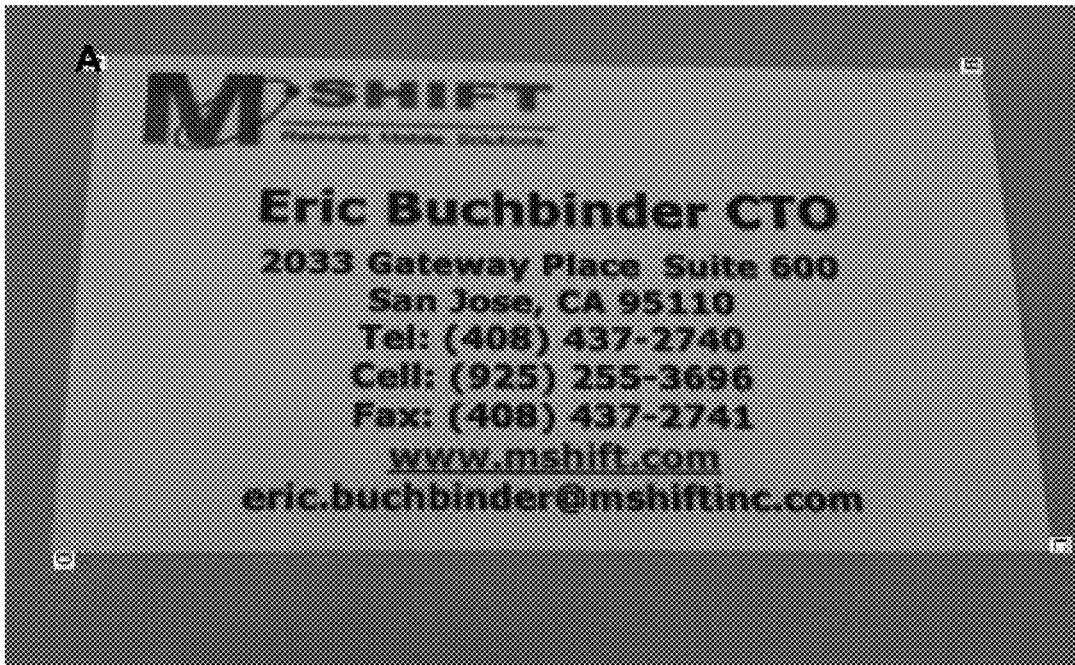 A
M SHIFT
Eric Buchbinder CTO
2033 Gateway Place Suite 600
San Jose, CA 95110
Tel: (408) 437-2740
Cell: (925) 255-3696
Fax: (408) 437-2741
www.mshift.com
eric.buchbinder@mshiftinc.com